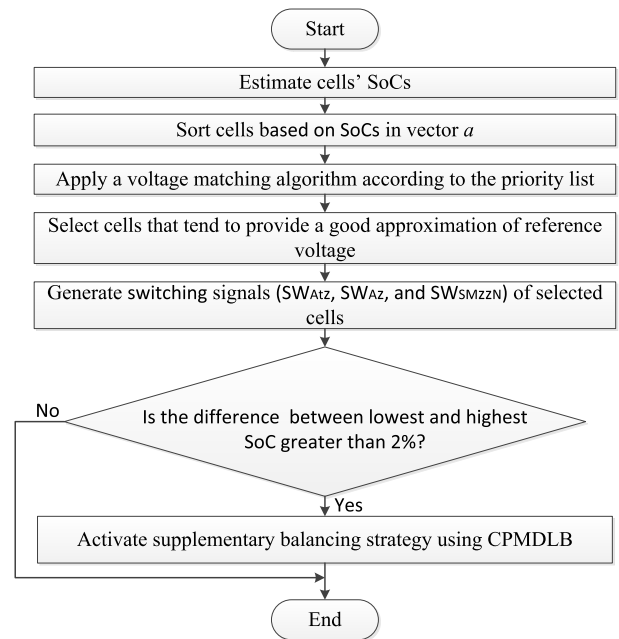 Start
Estimate cells’ SoCs
Sort cells based on SoCs in vector a
Apply a voltage matching algorithm according to the priority list
Select cells that tend to provide a good approximation of reference
voltage
Generate switching signals (SWAtz, SWAz, and SWSMzzN) of selected
cells
Is the difference between lowest and highest
SoC greater than 2%?
No
Yes
Activate supplementary balancing strategy using CPMDLB
End